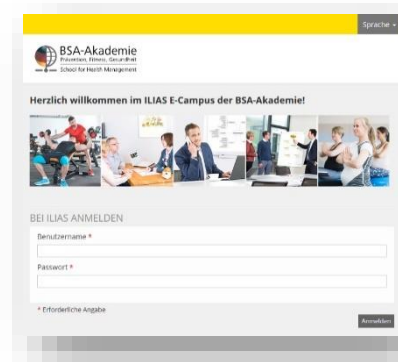 Sprache
BSA-Akademie
Prävention, Fitness, Gesundheit
School for Health Management
Herzlich willkommen im ILIAS E-Campus der BSA-Akademie!
BEI ILIAS ANMELDEN
Benutzername *
Passwort *
* Erforderliche Angabe
Anmelden